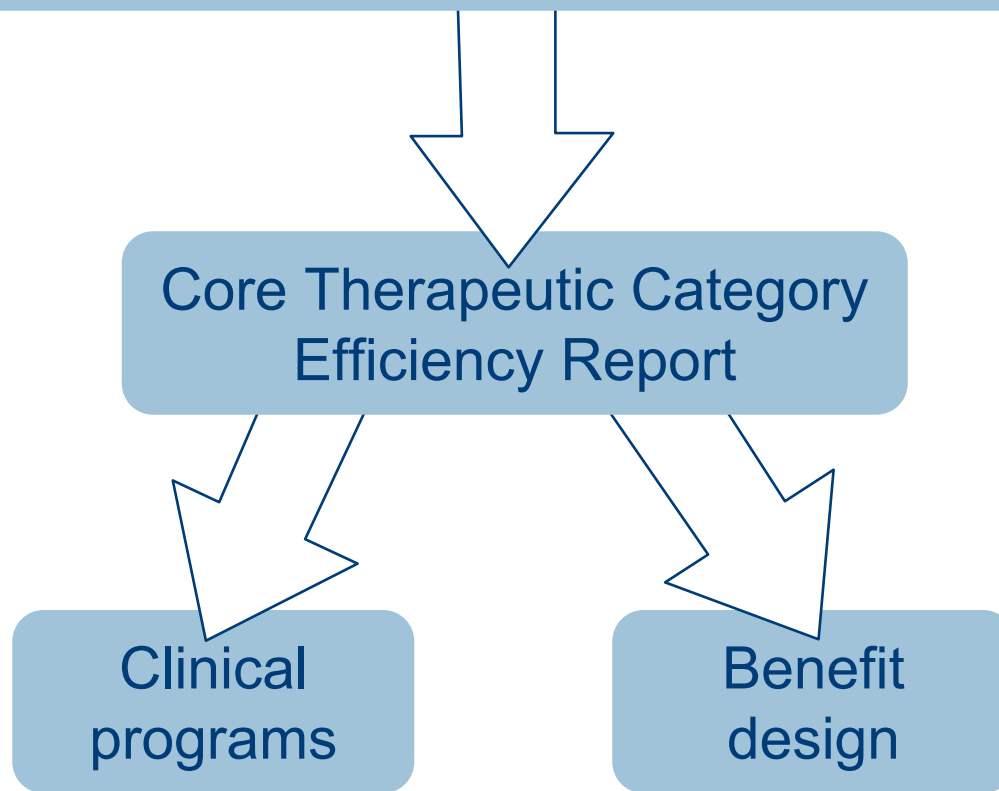 Core Therapeutic Category
Efficiency Report
Clinical
programs
Benefit
design